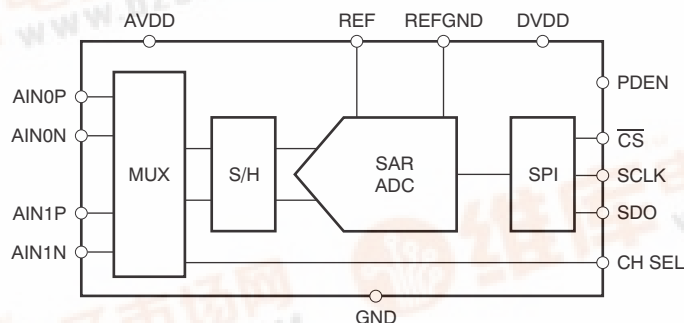 AVDD REF REFGND DVDD
PDEN
AIN0P
AIN0N
MUX
S/H
SAR
ADC
SPI
CS
SCLK
SDO
AIN1P
AIN1N
CH SEL
GND